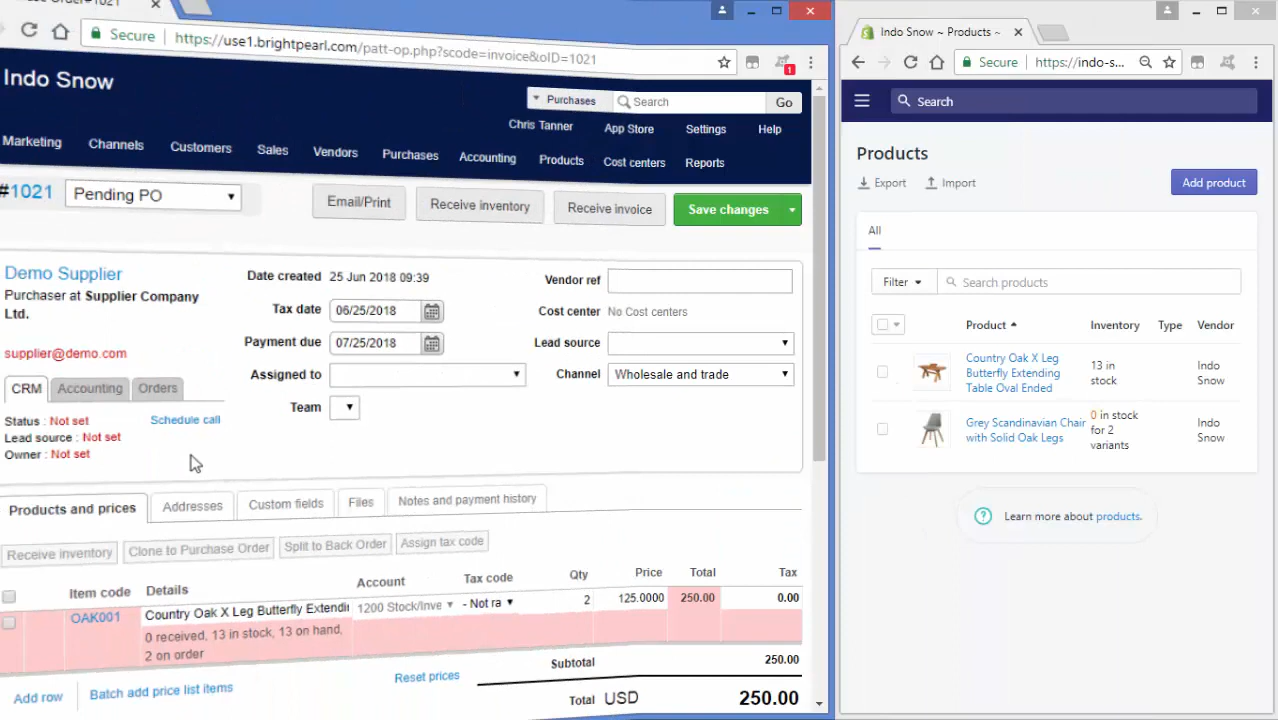 Order#1021
Secure
https://use1.brightpearl.com/patt-op.php?scode=invoice&oID=1021
1
Indo Snow
Purchases
Search
Go
Chris Tanner
App Store
Settings
Help
Marketing
Channels
Customers
Sales
Vendors
Purchases
Accounting
Products
Cost centers
Reports
#1021
Pending PO
Email/Print
Receive inventory
Receive invoice
Save changes
Demo Supplier
Purchaser at Supplier Company
Ltd.
supplier@demo.com
CRM
Accounting
Orders
Status : Not set
Schedule call
Lead source : Not set
Owner : Not set
Date created 25 Jun 2018 09:39
Tax date 06/25/2018
Payment due 07/25/2018
Assigned to
Team
Vendor ref
Cost center No Cost centers
Lead source
Channel Wholesale and trade
Products and prices
Addresses
Custom fields
Files
Notes and payment history
Receive inventory
Clone to Purchase Order
Split to Back Order
Assign tax code
Item code
Details
Account
Tax code
Qty
Price
Total
Tax
OAK001
Country Oak X Leg Butterfly Extendi
1200 Stock/Inve
- Not ra
2
125.0000
250.00
0.00
0 received, 13 in stock, 13 on hand,
2 on order
Add row
Batch add price list items
Reset prices
Subtotal
250.00
Total USD 250.00
Indo Snow ~ Products ~
Secure
https://indo-s...
Search
Products
Export
Import
Add product
All
Filter
Search products
Product
Inventory
Type
Vendor
Country Oak X Leg
Butterfly Extending
Table Oval Ended
13 in
stock
Indo
Snow
Grey Scandinavian Chair
with Solid Oak Legs
0 in stock
for 2
variants
Indo
Snow
Learn more about products.